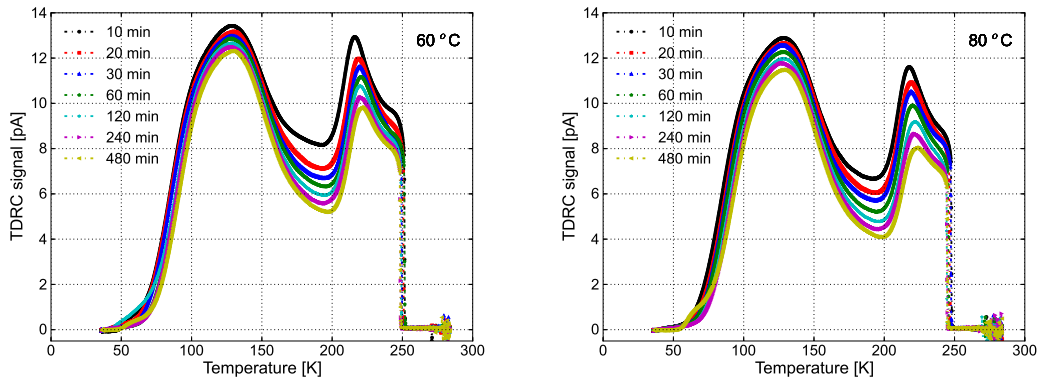 14
12
10
8
6
4
2
0
TDRC signal [pA]
10 min
20 min
30 min
60 min
120 min
240 min
480 min
60 °C
0 50 100 150 200 250 300
Temperature [K]
14
12
10
8
6
4
2
0
TDRC signal [pA]
10 min
20 min
30 min
60 min
120 min
240 min
480 min
80 °C
0 50 100 150 200 250 300
Temperature [K]